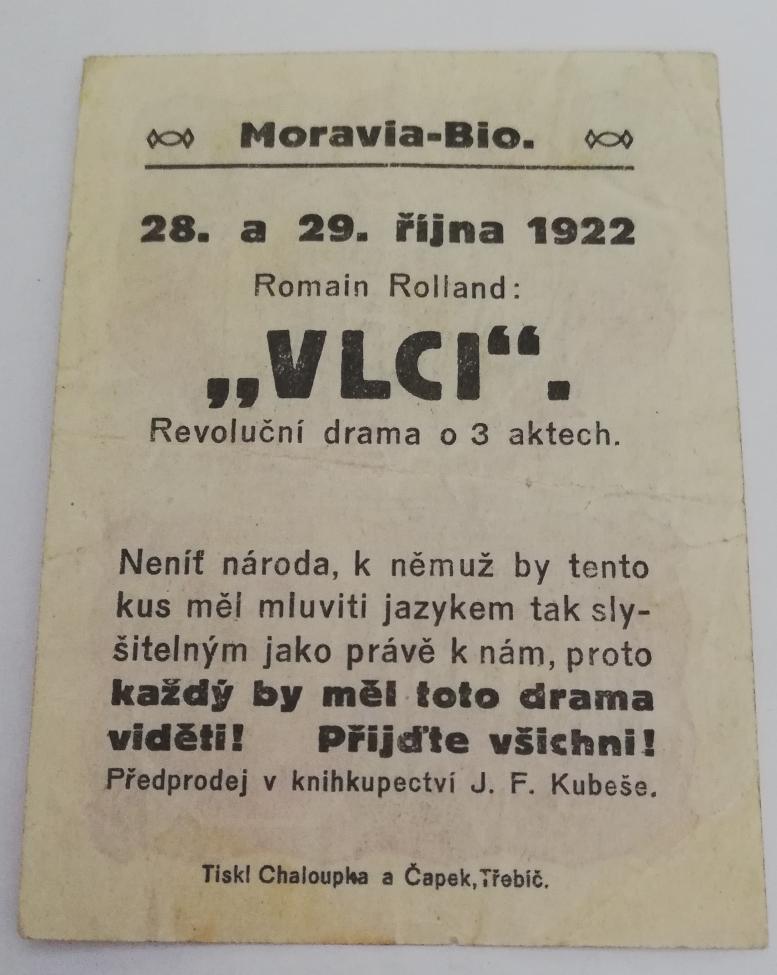 Moravia-Bio.
28. a 29. října 1922
Romain Rolland:
„VLCI“.
Revoluční drama o 3 aktech.
Neníť národa, k němuž by tento
kus měl mluviti jazykem tak sly-
šitelným jako právě k nám, proto
každý by měl toto drama
viděti! Přijďte všichni!
Předprodej v knihkupectví J. F. Kubeše.
Tiskl Chaloupka a Čapek, Třebíč.